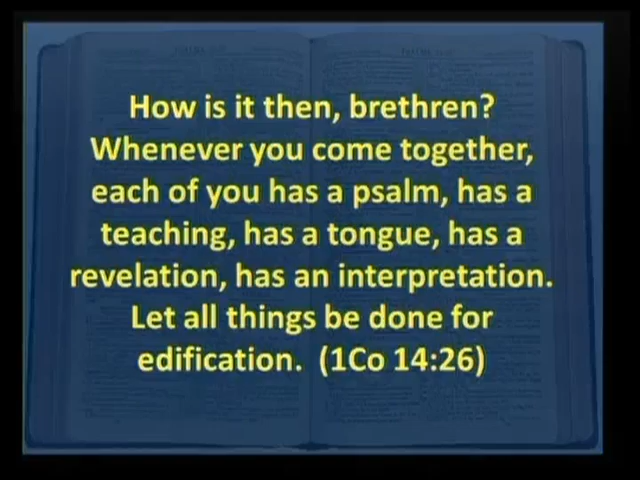 How is it then, brethren?
Whenever you come together,
each of you has a psalm, has a
teaching, has a tongue, has a
revelation, has an interpretation.
Let all things be done for
edification.  (1Co 14:26)